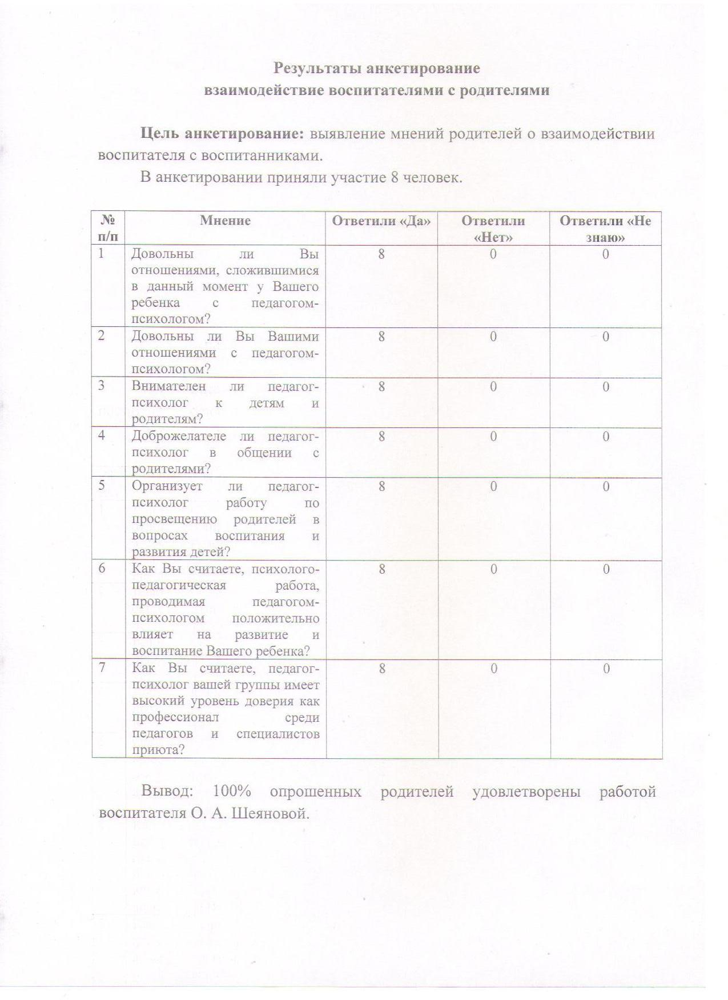 Результаты анкетирование
взаимодействие воспитателями с родителями
Цель анкетирование: выявление мнений родителей о взаимодействии
воспитателя с воспитанниками.
В анкетировании приняли участие 8 человек.
№ п/п Мнение Ответили «Да» Ответили «Нет» Ответили «Не знаю»
1 Довольны ли Вы 8 0 0
отношениями, сложившимися
в данный момент у Вашего
ребенка с педагогом-
психологом?
2 Довольны ли Вы Вашими 8 0 0
отношениями с педагогом-
психологом?
3 Внимателен ли педагог- 8 0 0
психолог к детям и
родителям?
4 Доброжелателе ли педагог- 8 0 0
психолог в общении с
родителями?
5 Организует ли педагог- 8 0 0
психолог работу по
просвещению родителей в
вопросах воспитания и
развития детей?
6 Как Вы считаете, психолого- 8 0 0
педагогическая работа,
проводимая педагогом-
психологом положительно
влияет на развитие и
воспитание Вашего ребенка?
7 Как Вы считаете, педагог- 8 0 0
психолог вашей группы имеет
высокий уровень доверия как
профессионал среди
педагогов и специалистов
приюта?
Вывод: 100% опрошенных родителей удовлетворены работой
воспитателя О. А. Шеяновой.